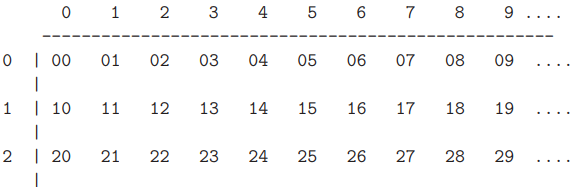 0 1 2 3 4 5 6 7 8 9 ....
-----------------------------------------------------
0 | 00 01 02 03 04 05 06 07 08 09 ....
|
1 | 10 11 12 13 14 15 16 17 18 19 ....
|
2 | 20 21 22 23 24 25 26 27 28 29 ....
|